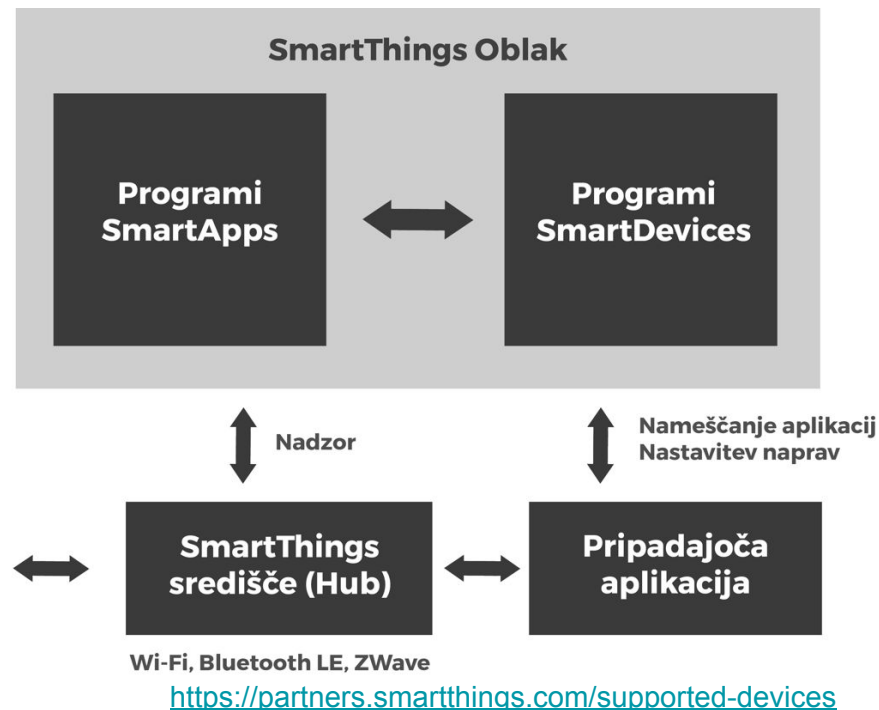 SmartThings Oblak
Programi
SmartApps
Programi
SmartDevices
Nadzor
Nameščanje aplikacij
Nastavitev naprav
SmartThings
središče (Hub)
Pripadajoča
aplikacija
Wi-Fi, Bluetooth LE, ZWave
https://partners.smartthings.com/supported-devices